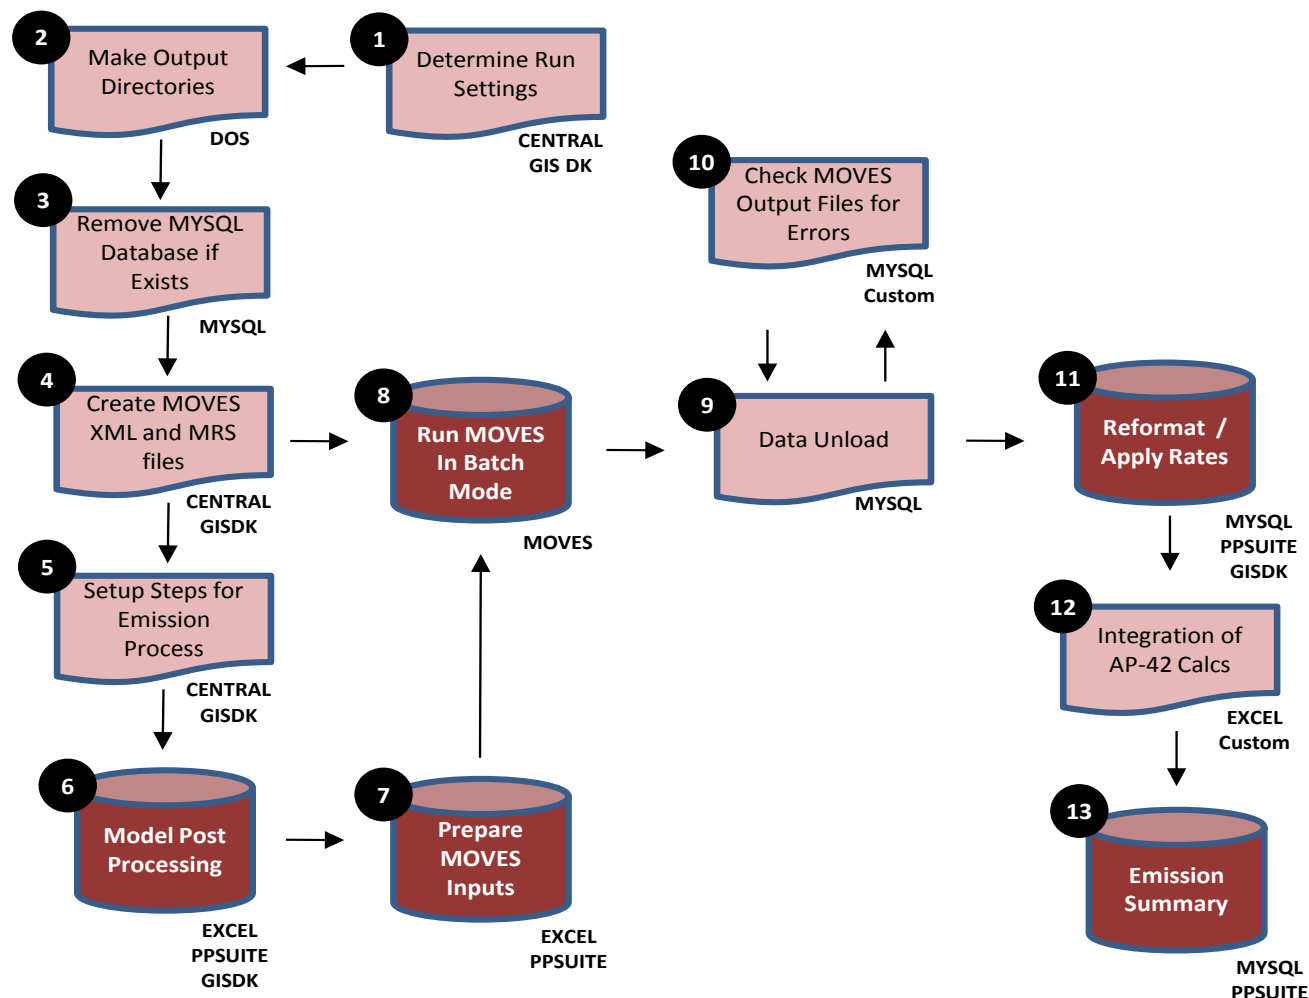 1
Determine Run
Settings
CENTRAL
GIS DK
2
Make Output
Directories
DOS
3
Remove MYSQL
Database if
Exists
MYSQL
4
Create MOVES
XML and MRS
files
CENTRAL
GISDK
5
Setup Steps for
Emission
Process
CENTRAL
GISDK
6
Model Post
Processing
EXCEL
PPSUITE
GISDK
7
Prepare
MOVES
Inputs
EXCEL
PPSUITE
8
Run MOVES
In Batch
Mode
MOVES
9
Data Unload
MYSQL
10
Check MOVES
Output Files for
Errors
MYSQL
Custom
11
Reformat /
Apply Rates
MYSQL
PPSUITE
GISDK
12
Integration of
AP-42 Calcs
EXCEL
Custom
13
Emission
Summary
MYSQL
PPSUITE